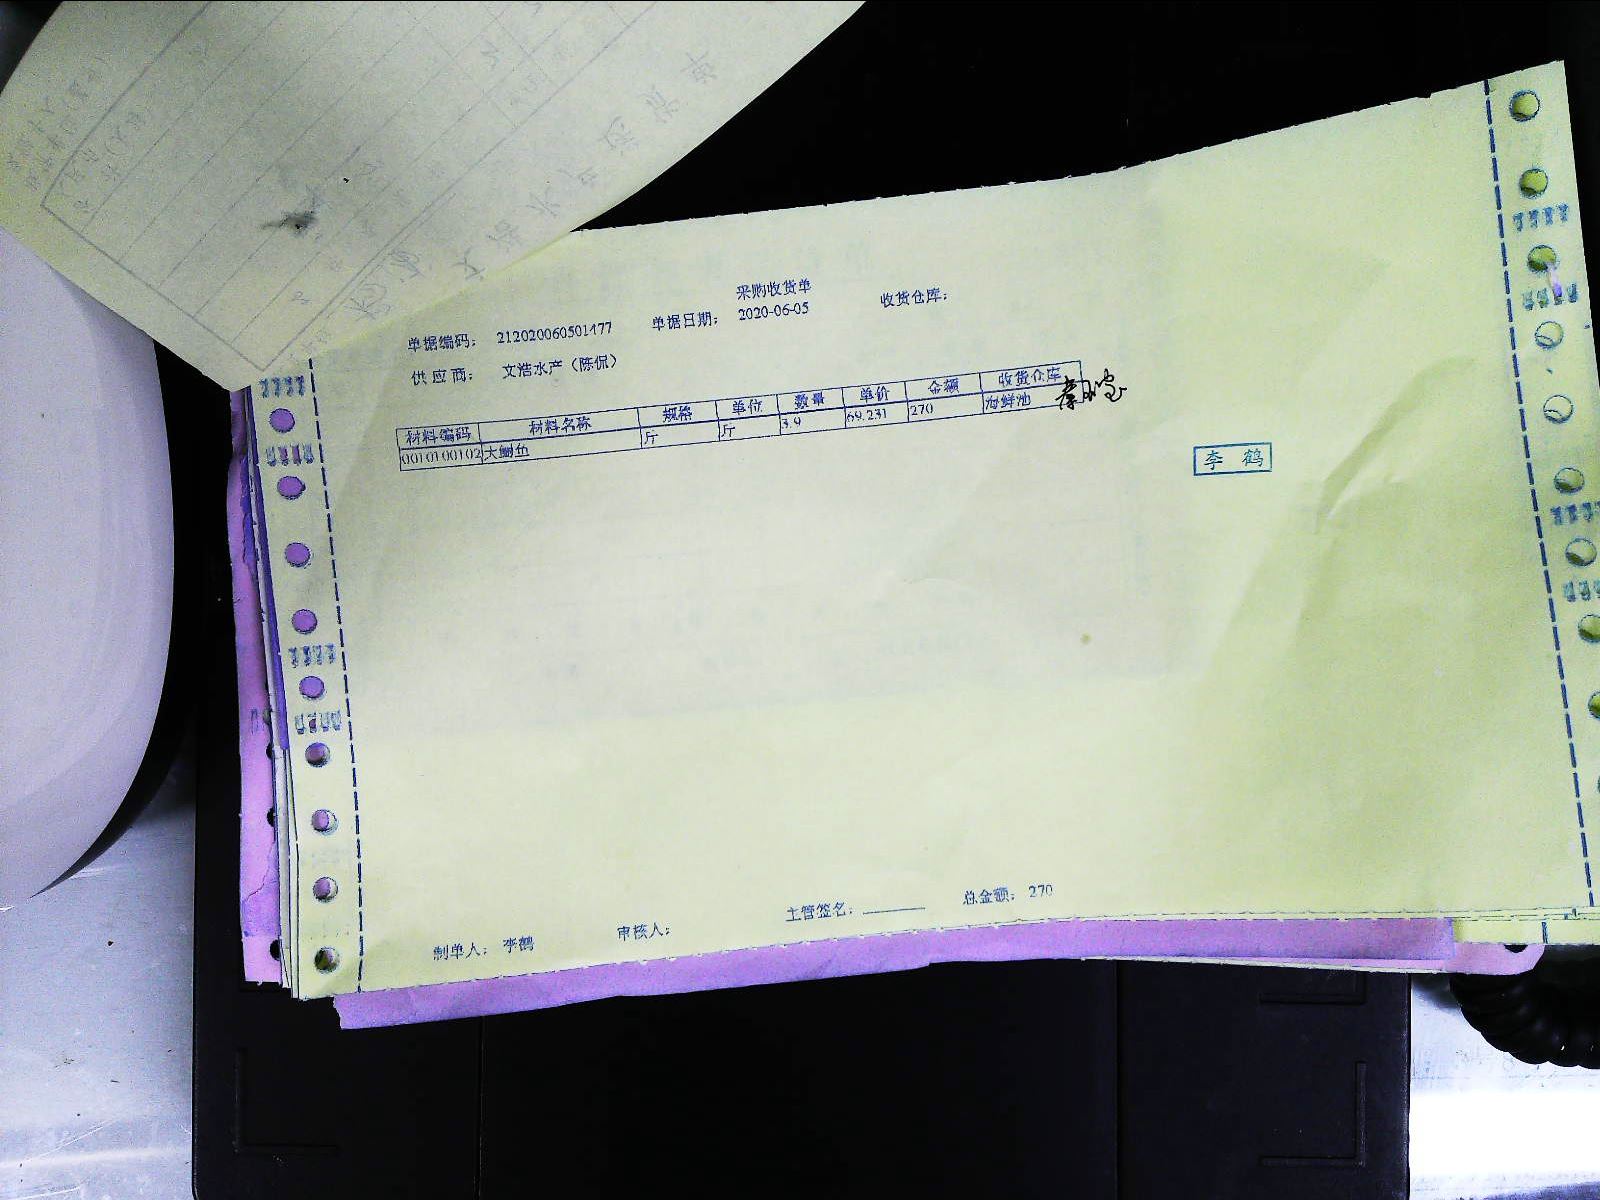 采购收货单
单据编码： 212020060501477 单据日期： 2020-06-05 收货仓库：
供 应 商： 文浩水产（陈侃）
材料编码 材料名称 规格 单位 数量 单价 金额 收货仓库
0010100102 大鮰鱼 斤 斤 3.9 69.231 270 海鲜池
李 鹤
制单人： 李鹤 审核人： 主管签名： 总金额： 270